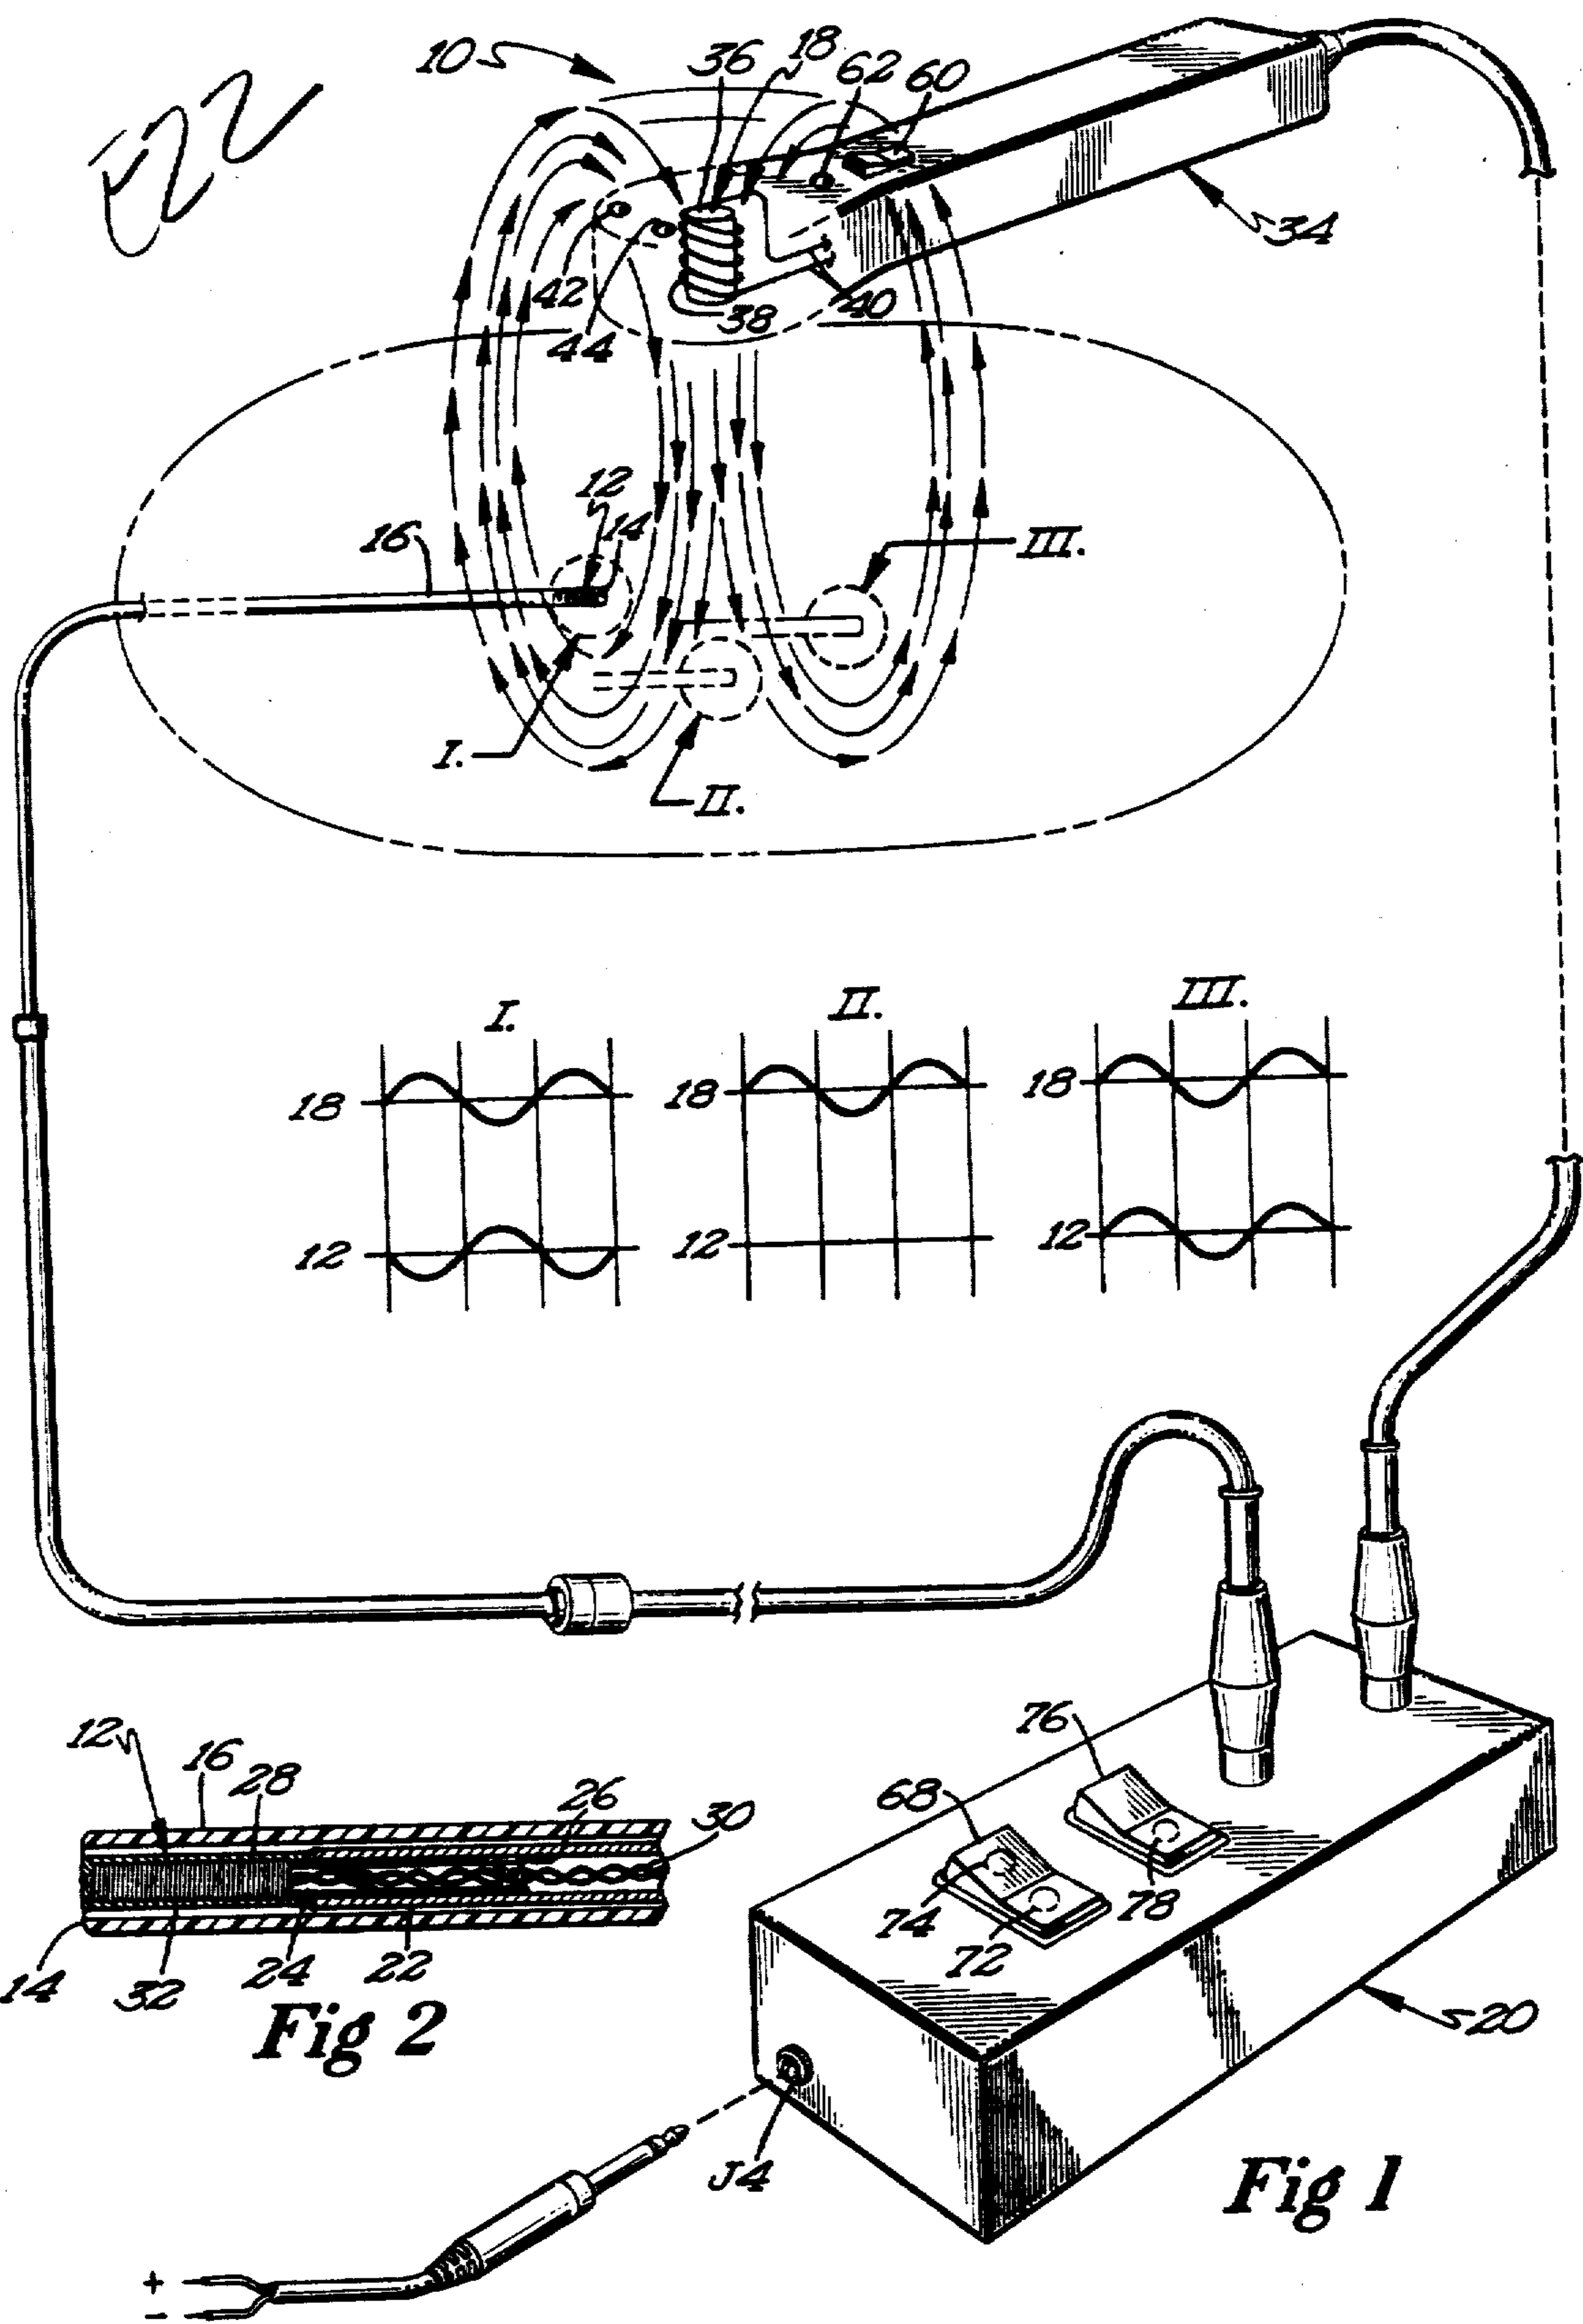 10 36 18 62 60
34
42 40
44 38
12
16 14
III.
I.
II.
I. II. III.
18 18 18
12 12 12
12 16 28 26 30
14 32 24 22
Fig 2
76
68
74 72 78
20
J4
Fig 1
+
−